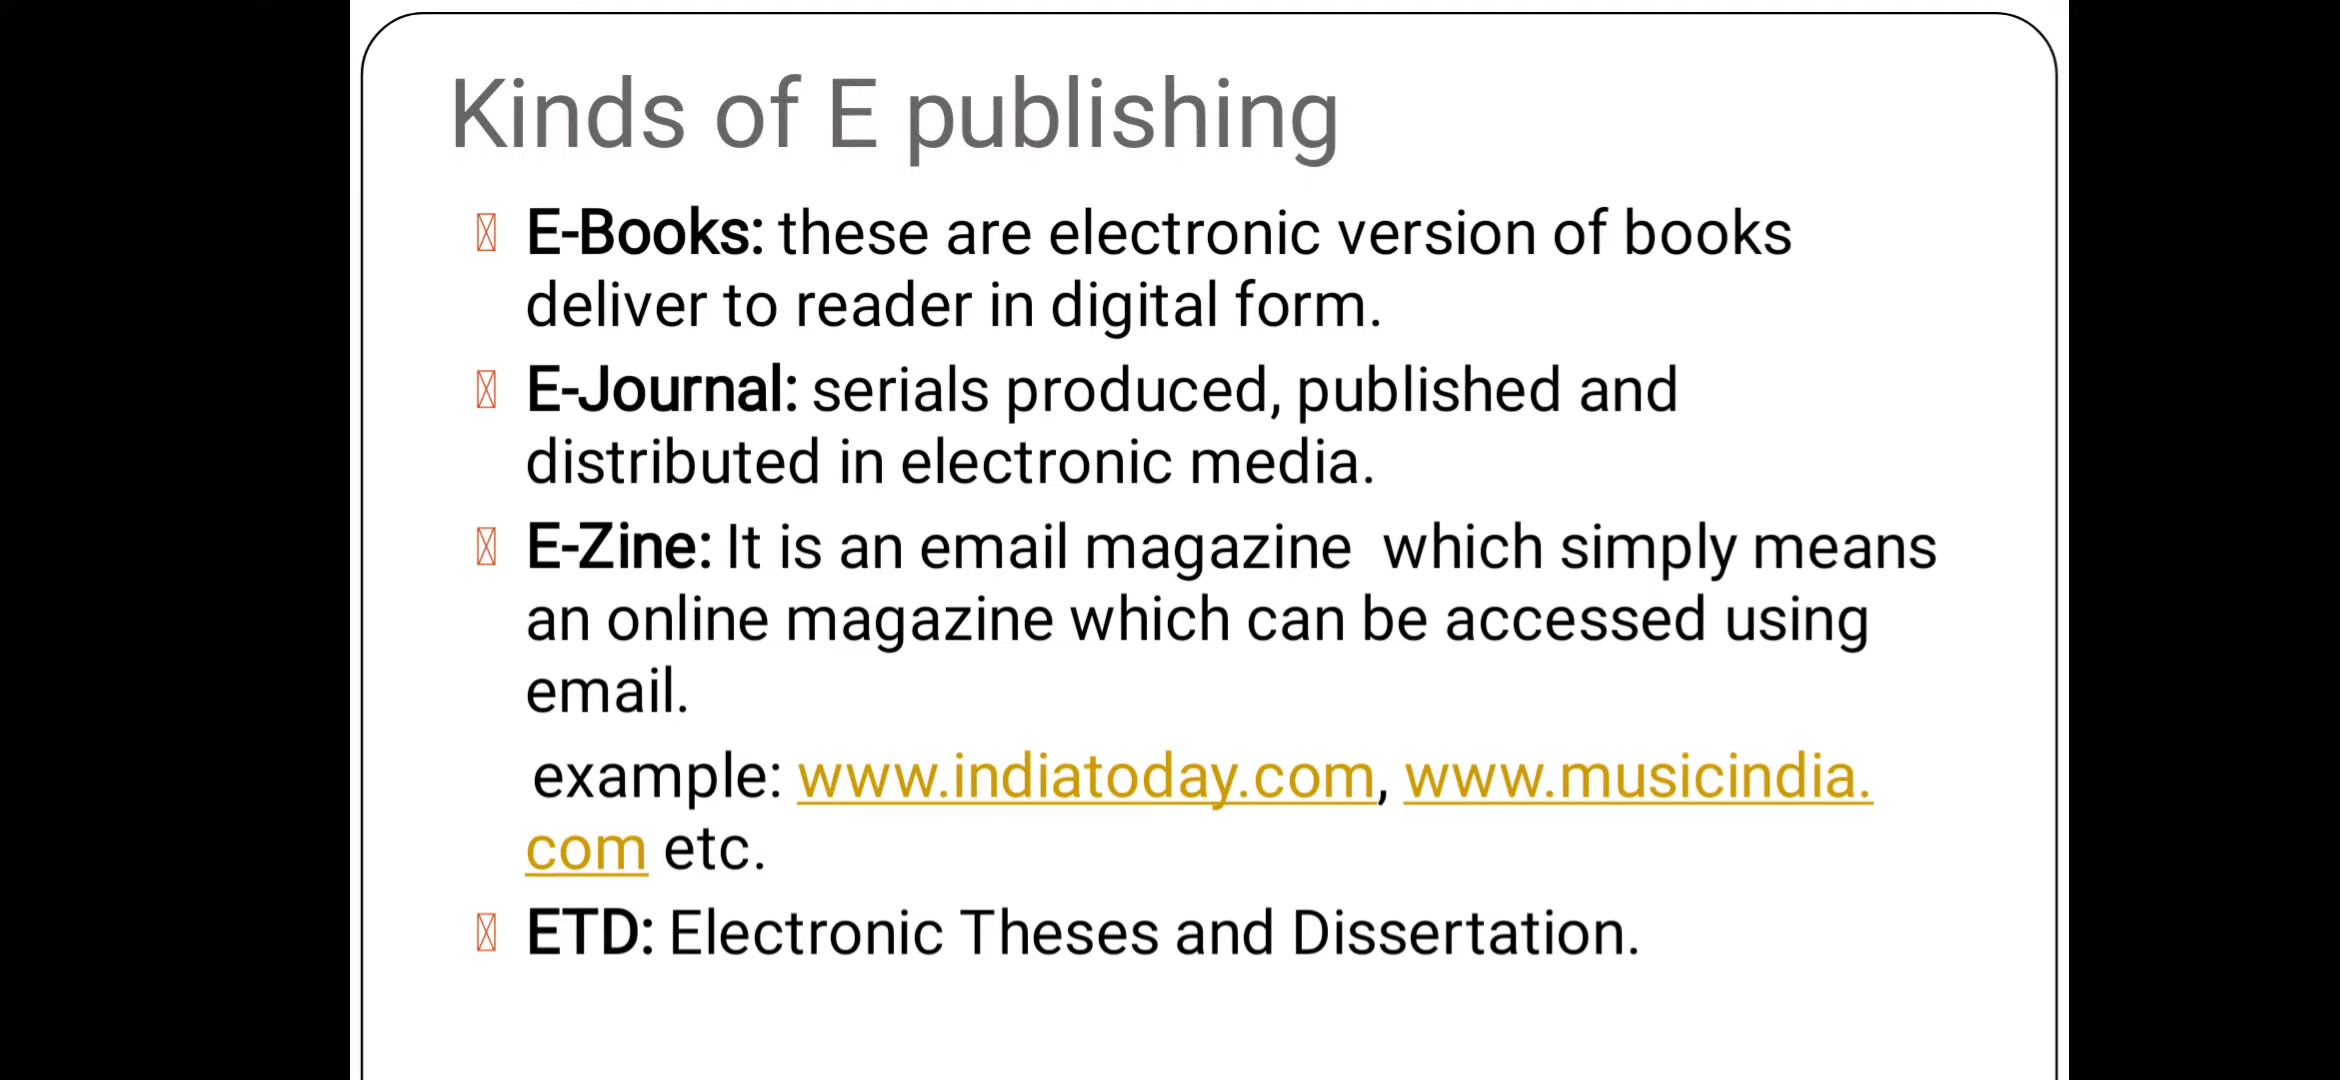 Kinds of E publishing
E-Books: these are electronic version of books
deliver to reader in digital form.
E-Journal: serials produced, published and
distributed in electronic media.
E-Zine: It is an email magazine  which simply means
an online magazine which can be accessed using
email.
example: www.indiatoday.com, www.musicindia.
com etc.
ETD: Electronic Theses and Dissertation.